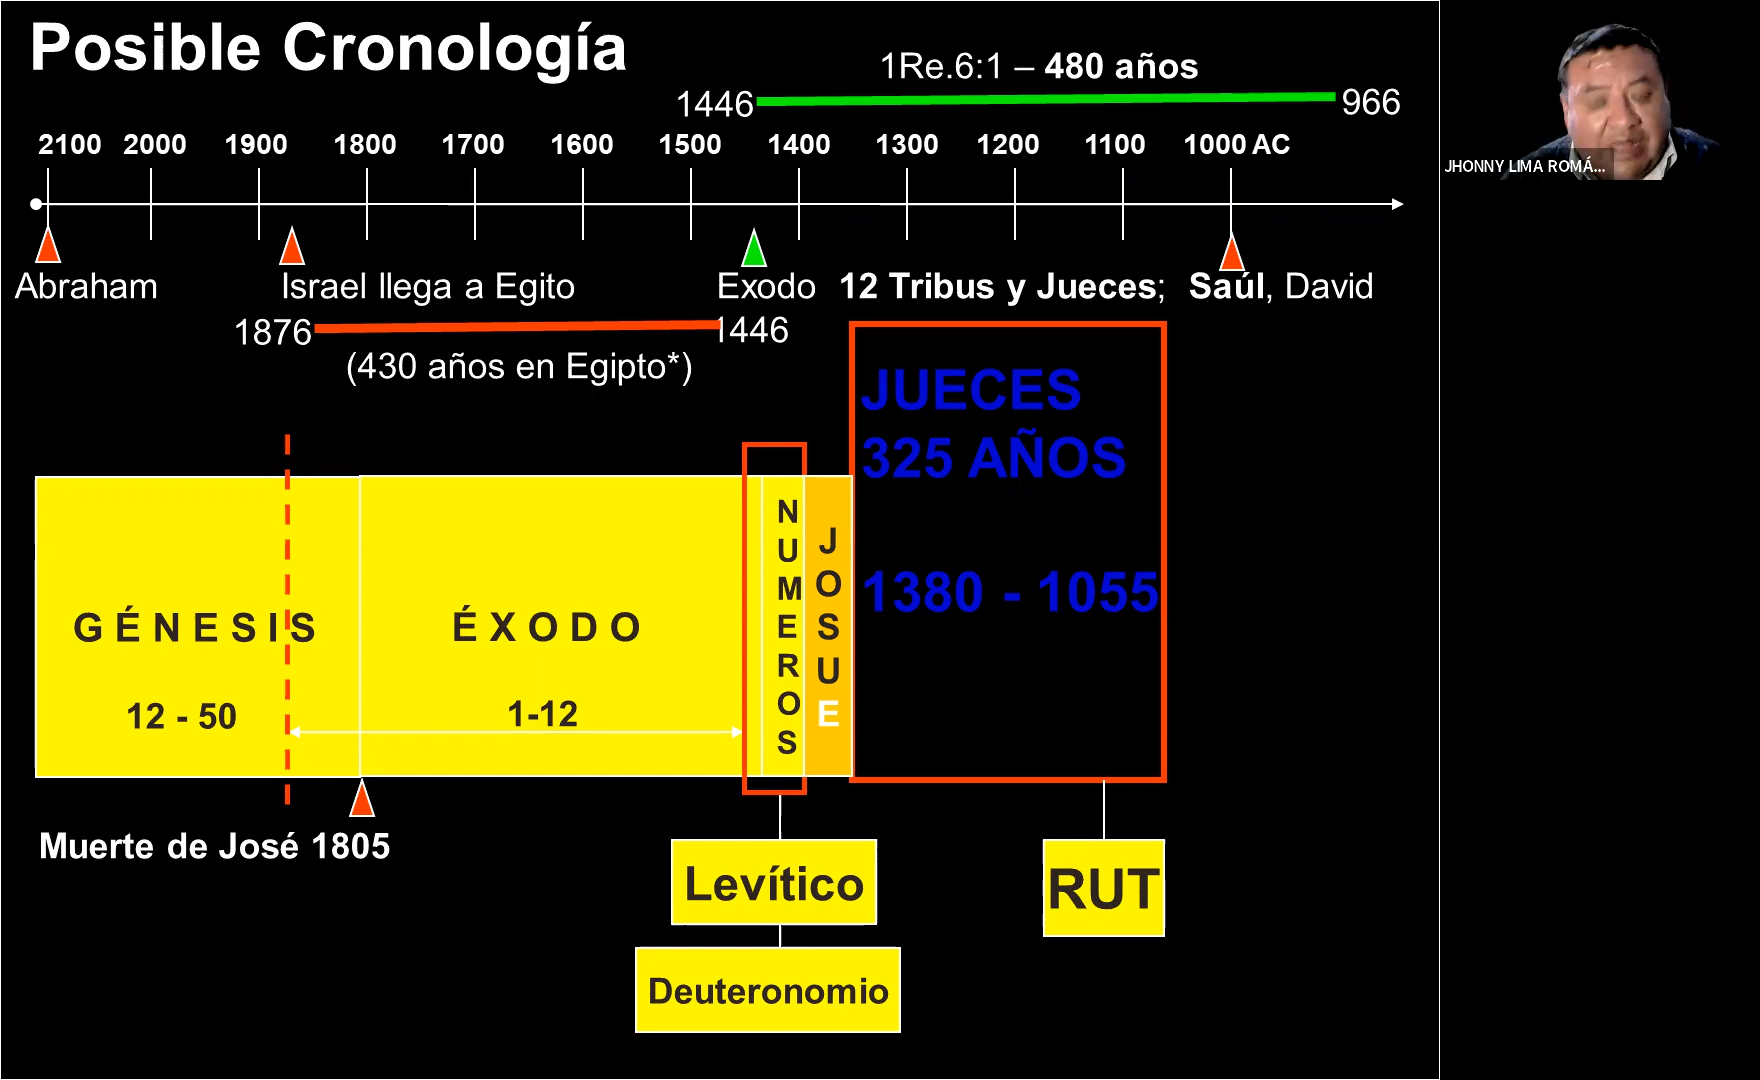 Posible Cronología
1Re.6:1 – 480 años
1446
966
2100 2000 1900 1800 1700 1600 1500 1400 1300 1200 1100 1000 AC
Abraham
Israel llega a Egito
Exodo
12 Tribus y Jueces; Saúl, David
1876
1446
(430 años en Egipto*)
JUECES
325 AÑOS
1380 - 1055
GÉNESIS
12 - 50
ÉXODO
1-12
NUMEROS
JOSUE
Muerte de José 1805
Levítico
RUT
Deuteronomio
JHONNY LIMA ROMÁ...